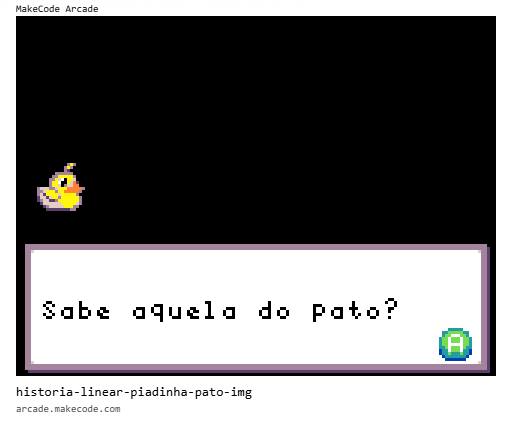 MakeCode Arcade
Sabe aquela do pato?
A
historia-linear-piadinha-pato-img
arcade.makecode.com